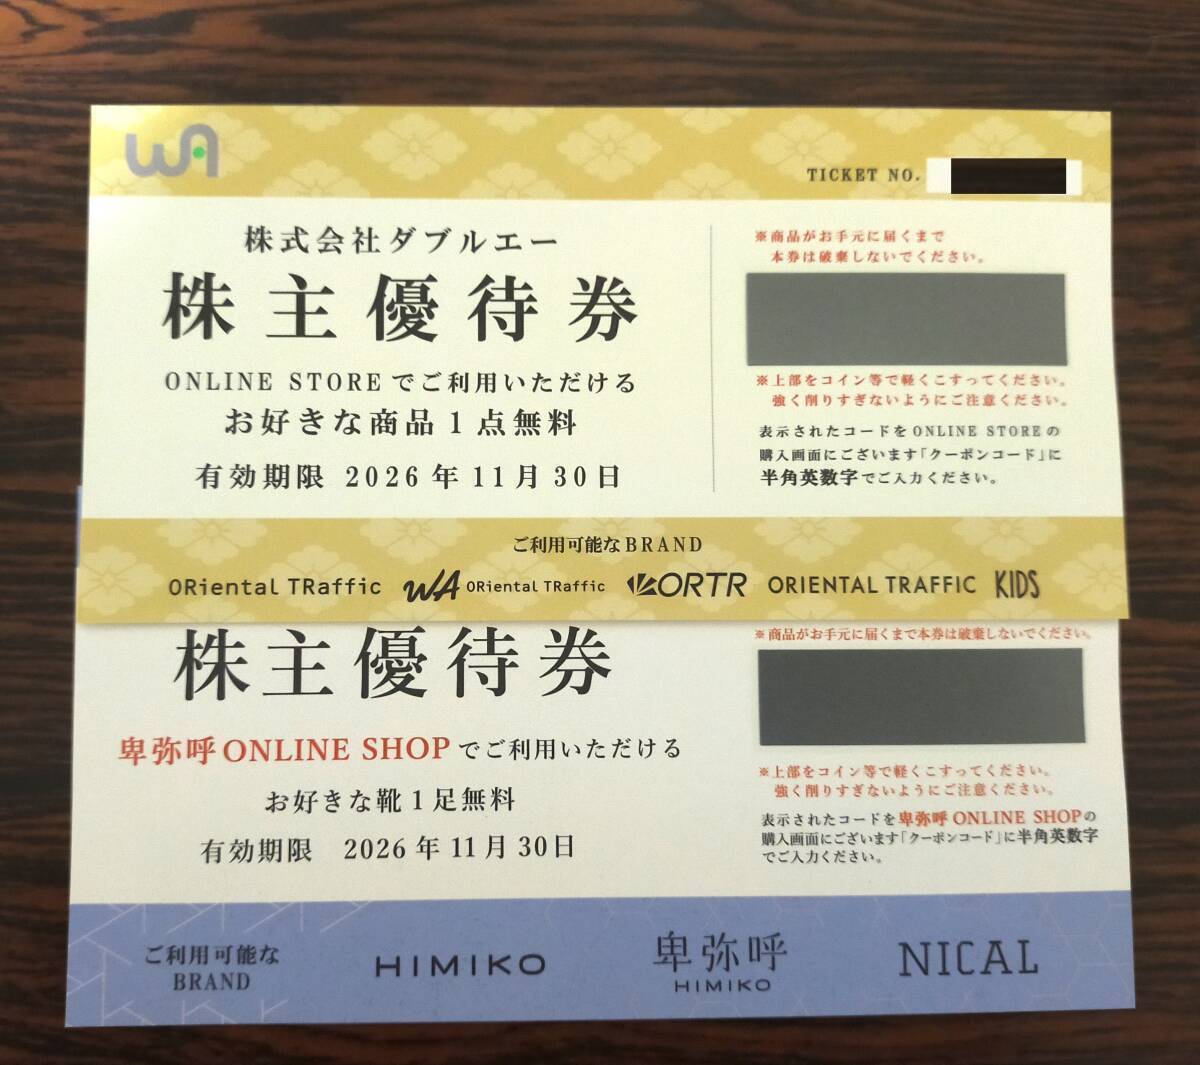 WA
TICKET NO.
株式会社ダブルエー
株主優待券
ONLINE STOREでご利用いただける
お好きな商品1点無料
有効期限 2026年11月30日
※商品がお手元に届くまで
本券は破棄しないでください。
※上部をコイン等で軽くこすってください。
強く削りすぎないようにご注意ください。
表示されたコードをONLINE STOREの
購入画面にございます「クーポンコード」に
半角英数字でご入力ください。
ご利用可能なBRAND
ORiental TRaffic WA ORiental TRaffic ORTR ORIENTAL TRAFFIC KIDS
株主優待券
卑弥呼ONLINE SHOPでご利用いただける
お好きな靴1足無料
有効期限 2026年11月30日
※商品がお手元に届くまで本券は破棄しないでください。
※上部をコイン等で軽くこすってください。
強く削りすぎないようにご注意ください。
表示されたコードを卑弥呼ONLINE SHOPの
購入画面にございます「クーポンコード」に半角英数字
でご入力ください。
ご利用可能な
BRAND
HIMIKO
卑弥呼
HIMIKO
NICAL